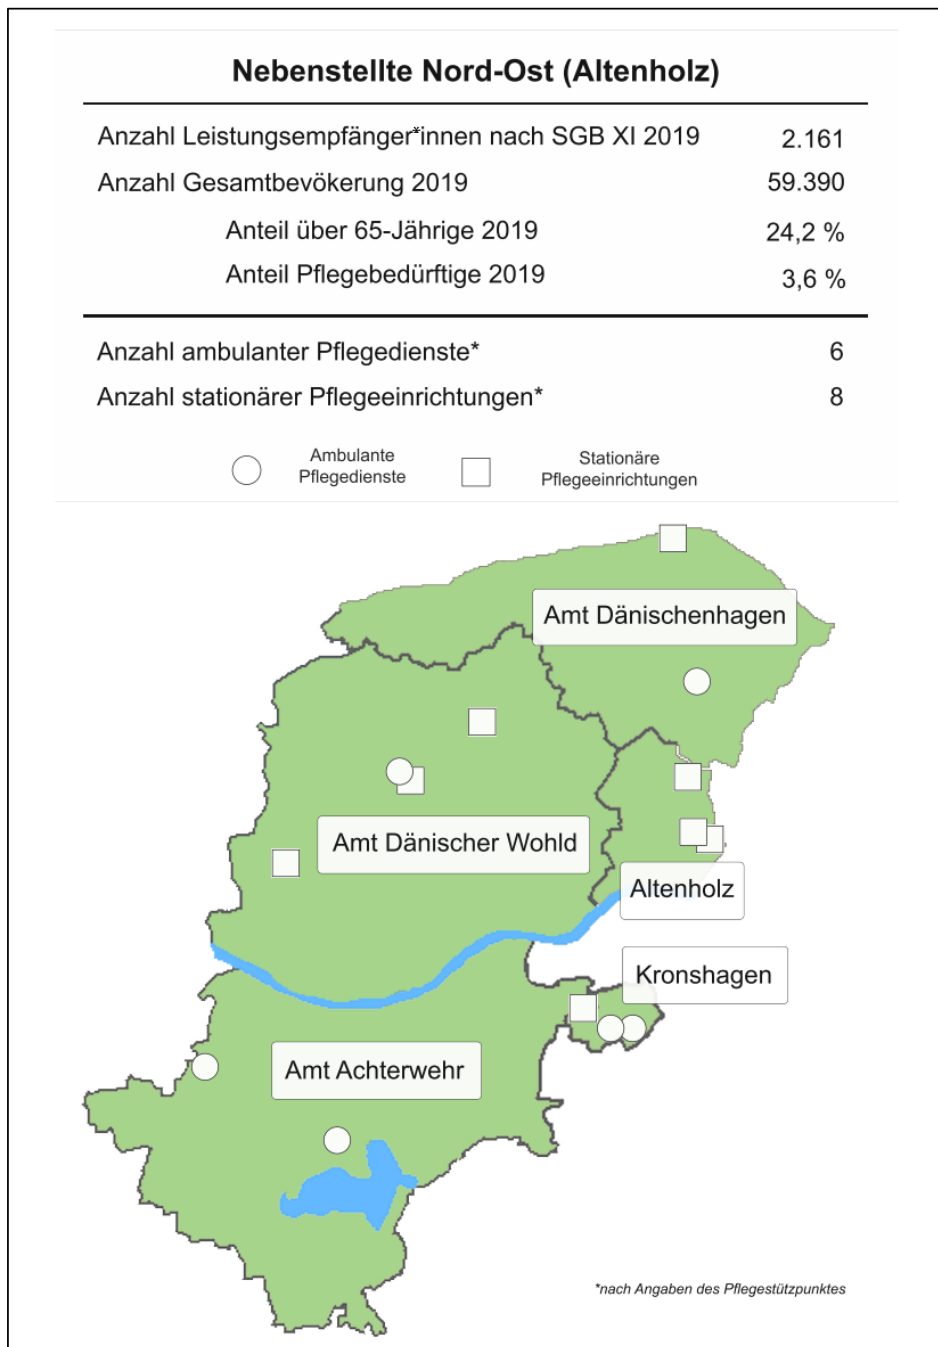 Nebenstellte Nord-Ost (Altenholz)
Anzahl Leistungsempfänger*innen nach SGB XI 2019 2.161
Anzahl Gesamtbevökerung 2019 59.390
Anteil über 65-Jährige 2019 24,2 %
Anteil Pflegebedürftige 2019 3,6 %
Anzahl ambulanter Pflegedienste* 6
Anzahl stationärer Pflegeeinrichtungen* 8
Ambulante
Pflegedienste
Stationäre
Pflegeeinrichtungen
Amt Dänischenhagen
Amt Dänischer Wohld
Altenholz
Kronshagen
Amt Achterwehr
*nach Angaben des Pflegestützpunktes